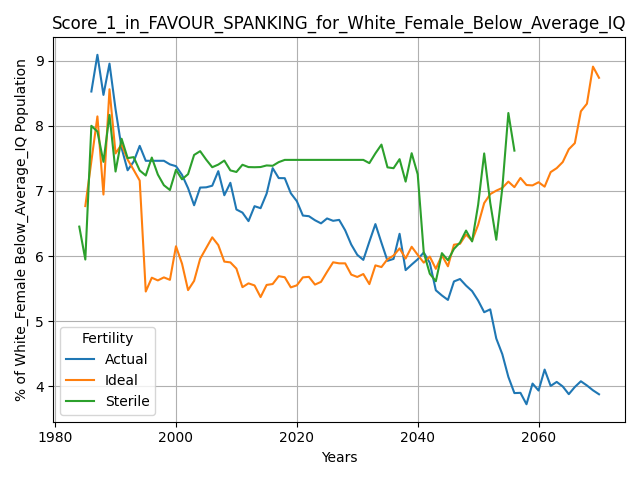 Score_1_in_FAVOUR_SPANKING_for_White_Female_Below_Average_IQ
% of White_Female Below_Average_IQ Population
9
8
7
6
5
4
Fertility
Actual
Ideal
Sterile
1980
2000
2020
2040
2060
Years